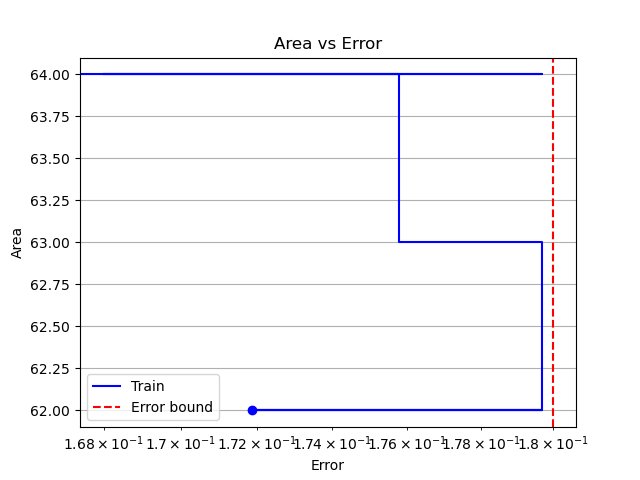 Area vs Error
Area
64.00
63.75
63.50
63.25
63.00
62.75
62.50
62.25
62.00
Train
Error bound
1.68 × 10⁻¹ 1.7 × 10⁻¹ 1.72 × 10⁻¹ 1.74 × 10⁻¹ 1.76 × 10⁻¹ 1.78 × 10⁻¹ 1.8 × 10⁻¹
Error